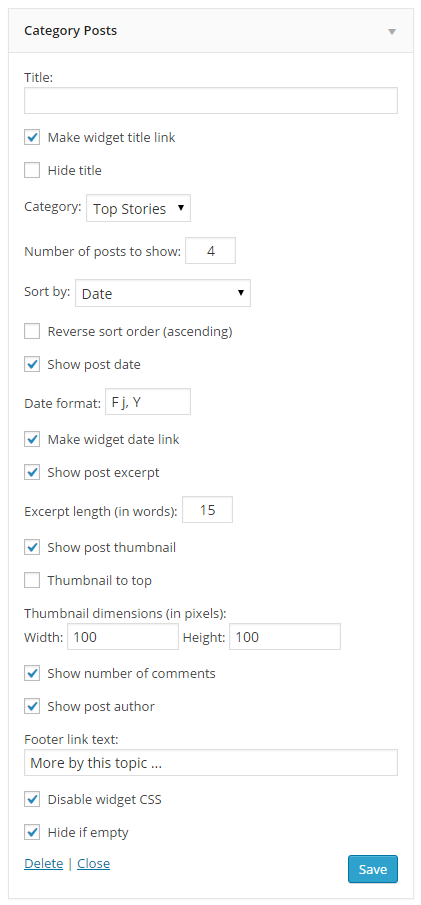 Category Posts
Title:
Make widget title link
Hide title
Category: Top Stories
Number of posts to show: 4
Sort by: Date
Reverse sort order (ascending)
Show post date
Date format: F j, Y
Make widget date link
Show post excerpt
Excerpt length (in words): 15
Show post thumbnail
Thumbnail to top
Thumbnail dimensions (in pixels):
Width: 100 Height: 100
Show number of comments
Show post author
Footer link text:
More by this topic ...
Disable widget CSS
Hide if empty
Delete | Close Save